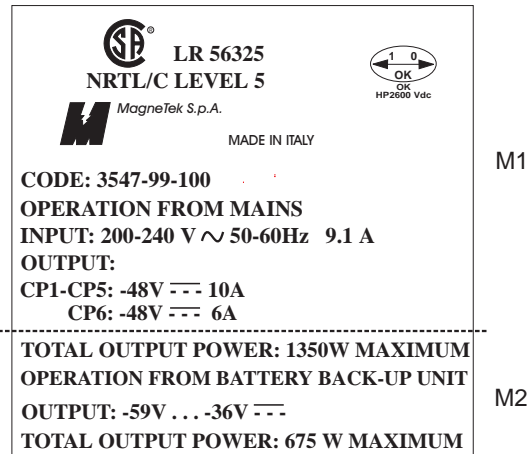 SA®
LR 56325
NRTL/C LEVEL 5
1 0
OK
OK
HP2600 Vdc
MagneTek S.p.A.
MADE IN ITALY
M1
CODE: 3547-99-100
OPERATION FROM MAINS
INPUT: 200-240 V ~ 50-60Hz 9.1 A
OUTPUT:
CP1-CP5: -48V ⎓ 10A
CP6: -48V ⎓ 6A
TOTAL OUTPUT POWER: 1350W MAXIMUM
OPERATION FROM BATTERY BACK-UP UNIT
M2
OUTPUT: -59V . . . -36V ⎓
TOTAL OUTPUT POWER: 675 W MAXIMUM